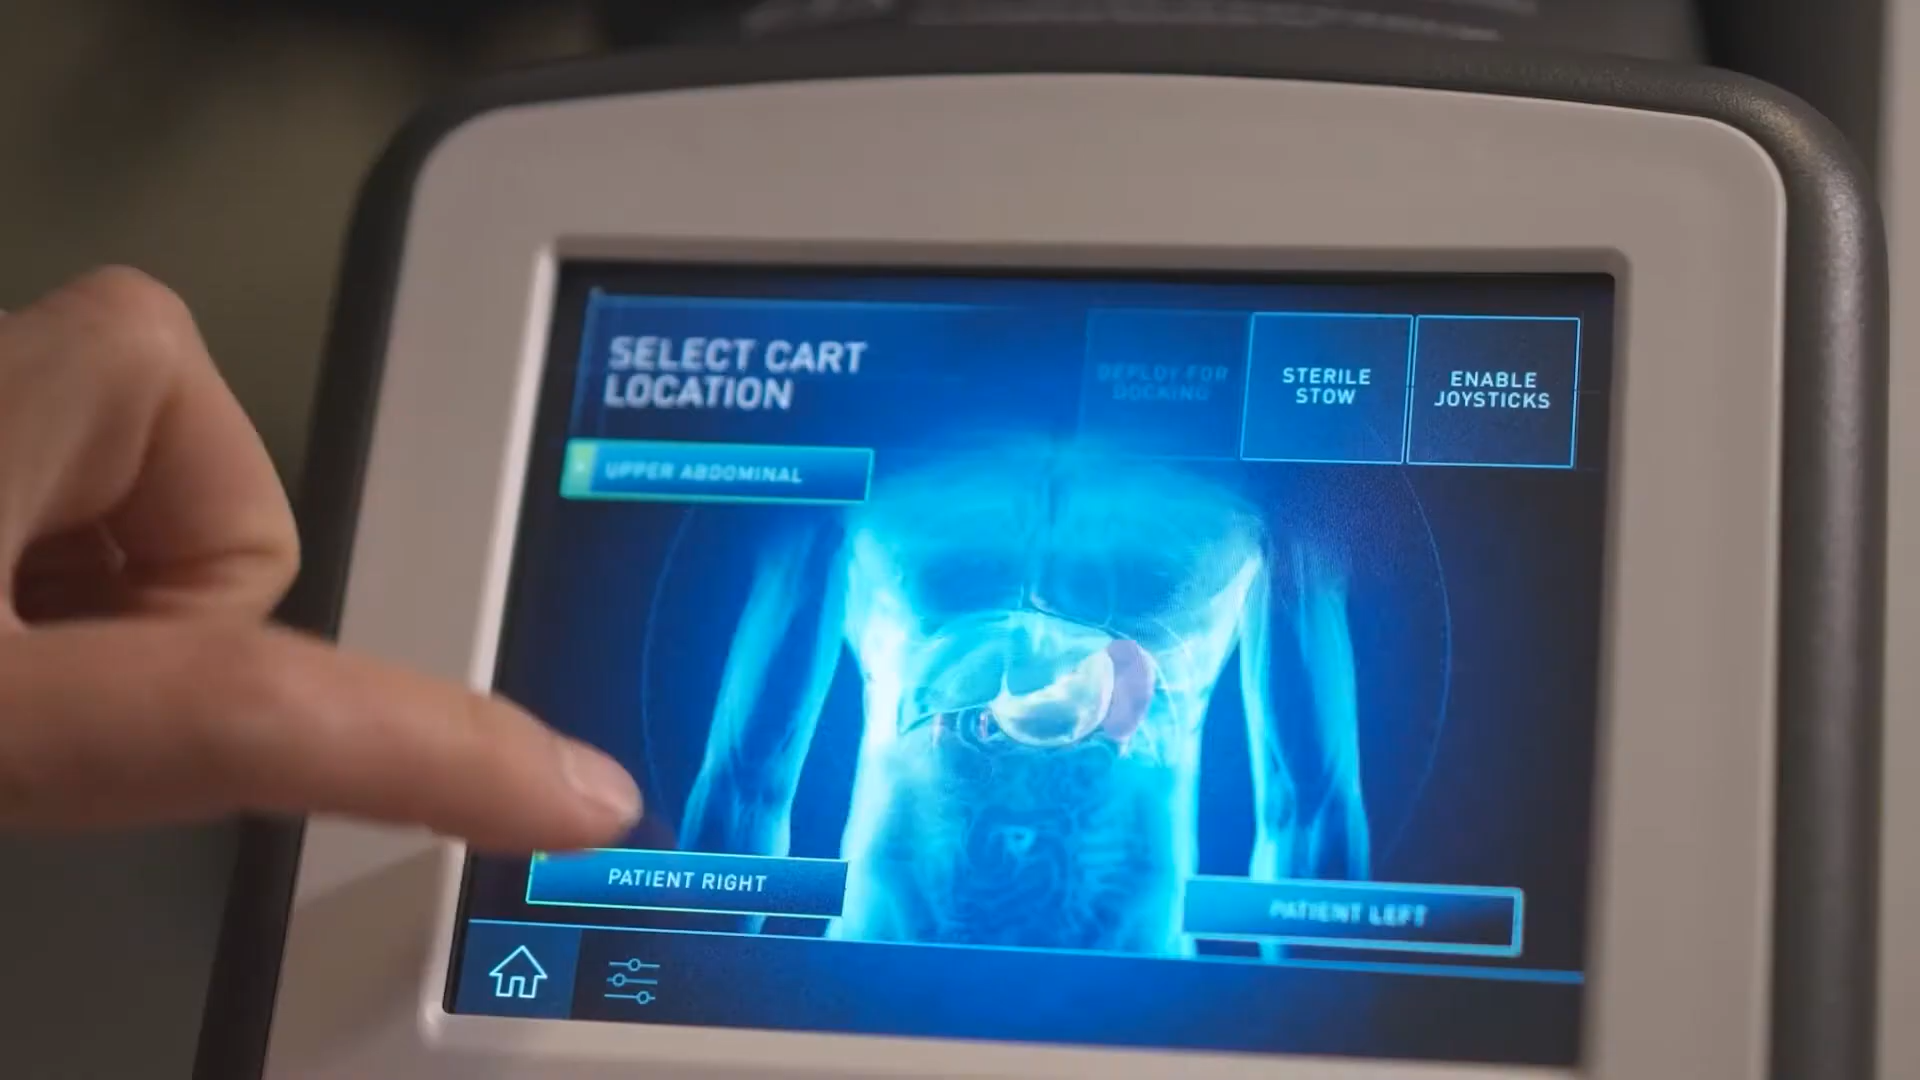 SELECT CART
LOCATION
DEPLOY FOR
DOCKING
STERILE
STOW
ENABLE
JOYSTICKS
UPPER ABDOMINAL
PATIENT RIGHT
PATIENT LEFT